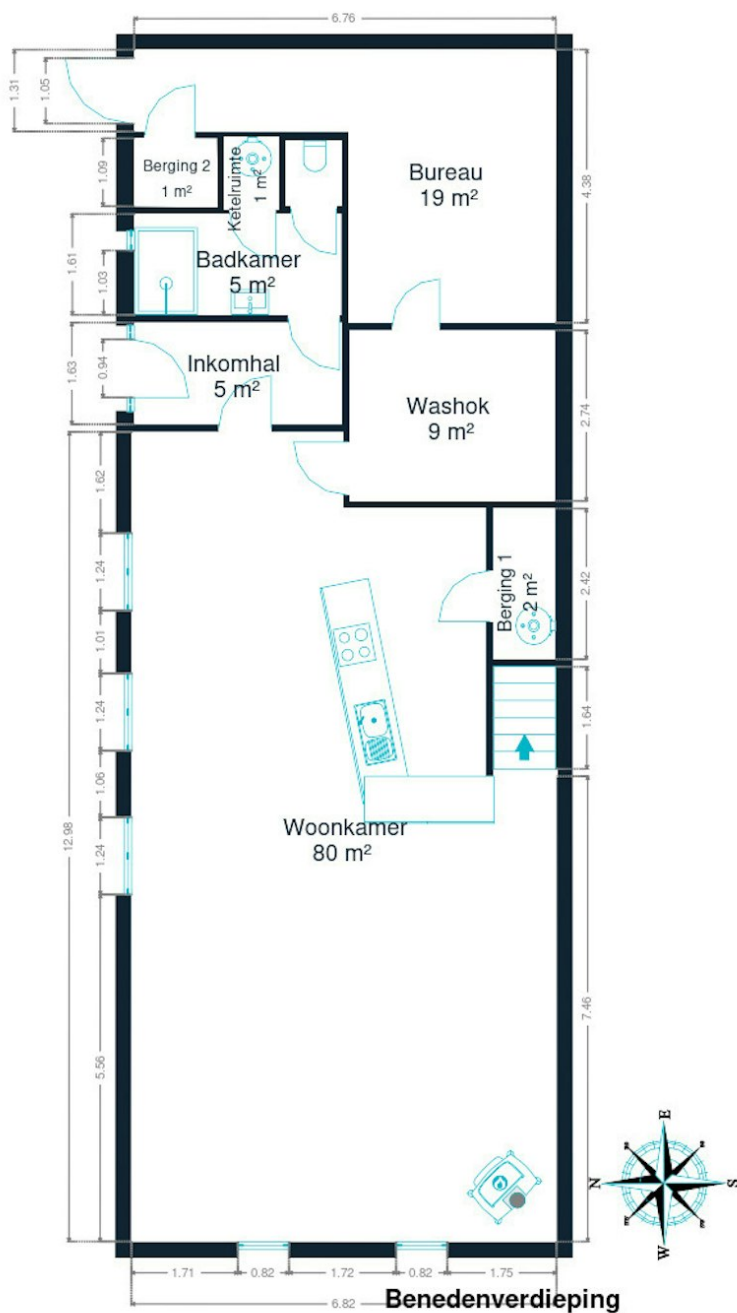 6.76
1.31
1.05
4.38
Berging 2
1 m²
Ketelruimte
1 m²
Bureau
19 m²
1.09
1.61
1.03
Badkamer
5 m²
1.63
0.94
Inkomhal
5 m²
Washok
9 m²
2.74
12.98
1.62
1.24
1.01
1.24
1.06
1.24
5.56
Berging 1
2 m²
2.42
1.64
Woonkamer
80 m²
7.46
E
N
S
W
1.71
0.82
1.72
0.82
1.75
6.82
Benedenverdieping